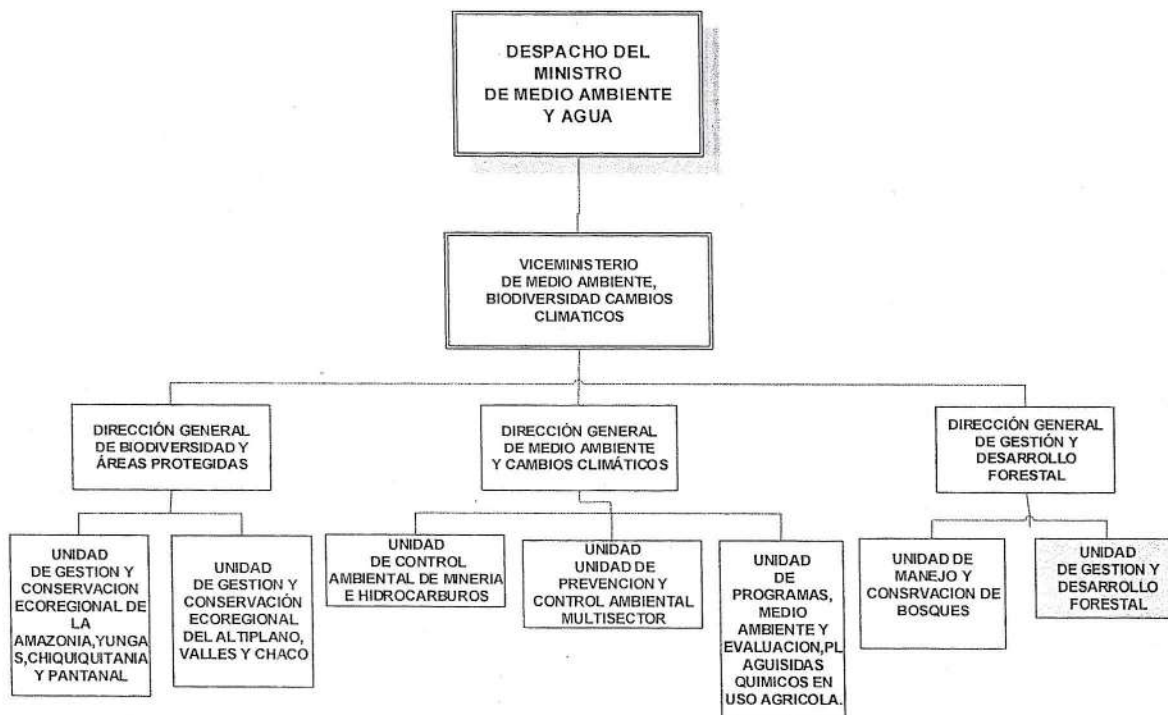 DESPACHO DEL
MINISTRO
DE MEDIO AMBIENTE
Y AGUA
VICEMINISTERIO
DE MEDIO AMBIENTE,
BIODIVERSIDAD CAMBIOS
CLIMATICOS
DIRECCIÓN GENERAL
DE BIODIVERSIDAD Y
ÁREAS PROTEGIDAS
DIRECCIÓN GENERAL
DE MEDIO AMBIENTE
Y CAMBIOS CLIMÁTICOS
DIRECCIÓN GENERAL
DE GESTIÓN Y
DESARROLLO
FORESTAL
UNIDAD
DE GESTION Y
CONSERVACION
ECOREGIONAL DE
LA
AMAZONIA,YUNGA
S,CHIQUIQUITANIA
Y PANTANAL
UNIDAD
DE GESTION Y
CONSERVACIÓN
ECOREGIONAL
DEL ALTIPLANO,
VALLES Y CHACO
UNIDAD
DE CONTROL
AMBIENTAL DE MINERIA
E HIDROCARBUROS
UNIDAD
UNIDAD DE
PREVENCION Y
CONTROL AMBIENTAL
MULTISECTOR
UNIDAD
DE
PROGRAMAS,
MEDIO
AMBIENTE Y
EVALUACION,PL
AGUISIDAS
QUIMICOS EN
USO AGRICOLA.
UNIDAD DE
MANEJO Y
CONSRVACION DE
BOSQUES
UNIDAD
DE GESTION Y
DESARROLLO
FORESTAL